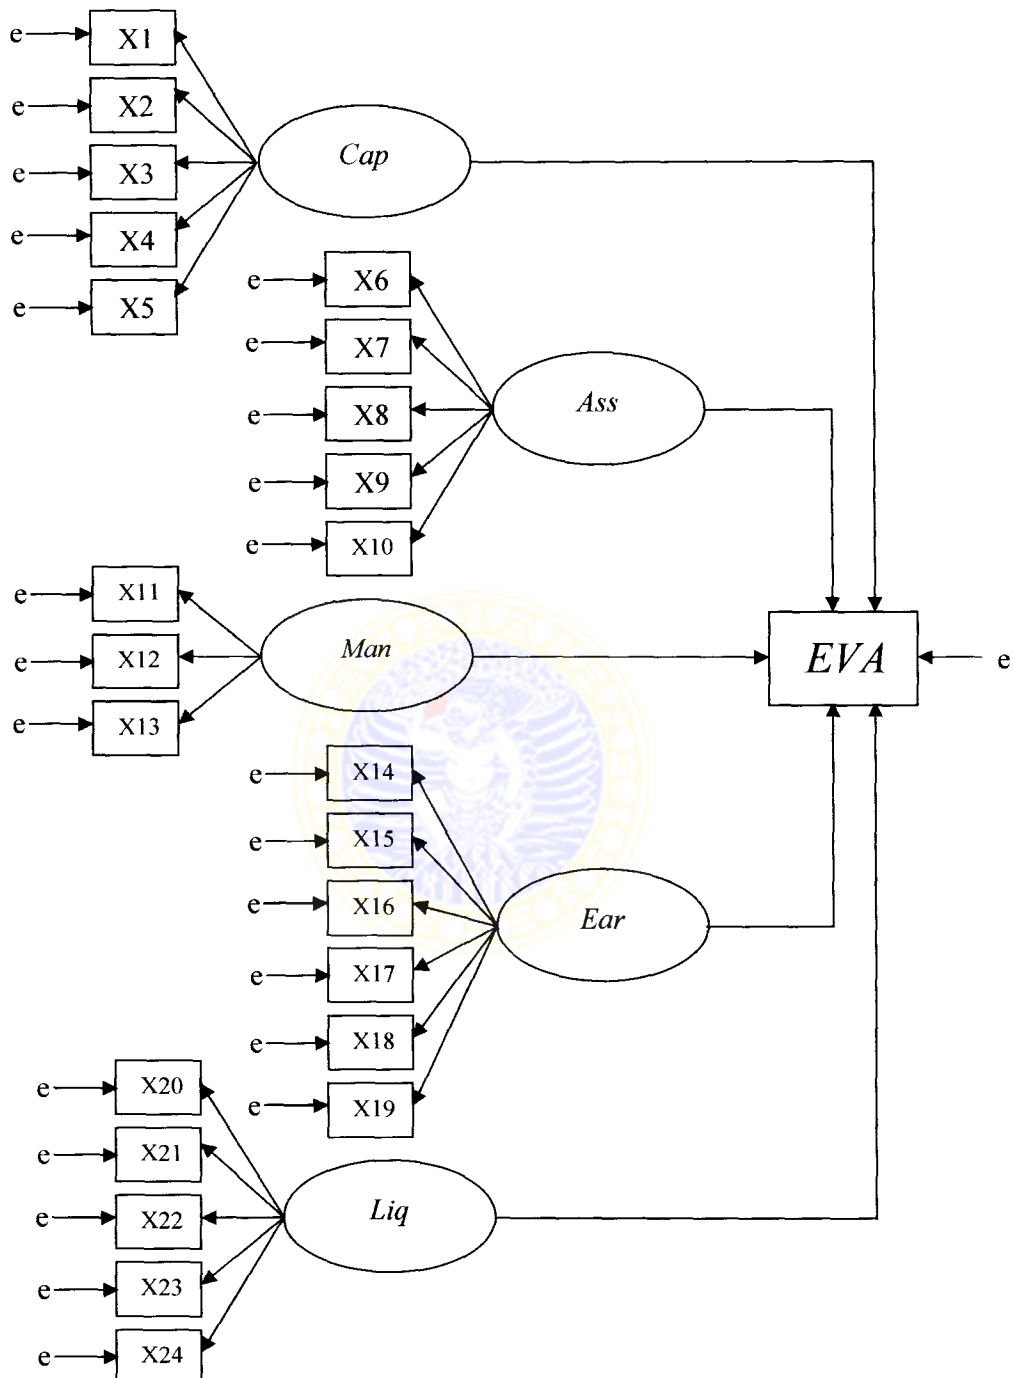 e X1
e X2
Cap
e X3
e X4
e X5
e X6
e X7
Ass
e X8
e X9
e X10
e X11
Man
e X12
EVA e
e X13
e X14
e X15
e X16
Ear
e X17
e X18
e X19
e X20
e X21
Liq
e X22
e X23
e X24